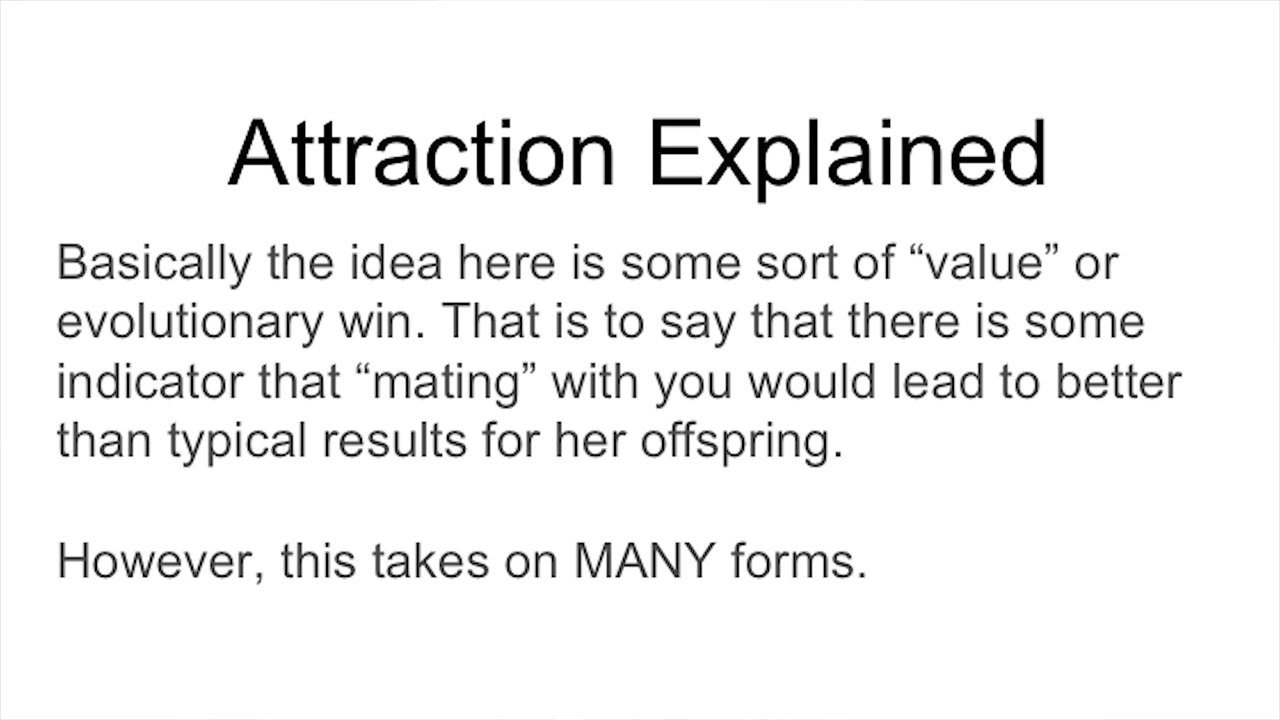 Attraction Explained
Basically the idea here is some sort of “value” or
evolutionary win. That is to say that there is some
indicator that “mating” with you would lead to better
than typical results for her offspring.
However, this takes on MANY forms.